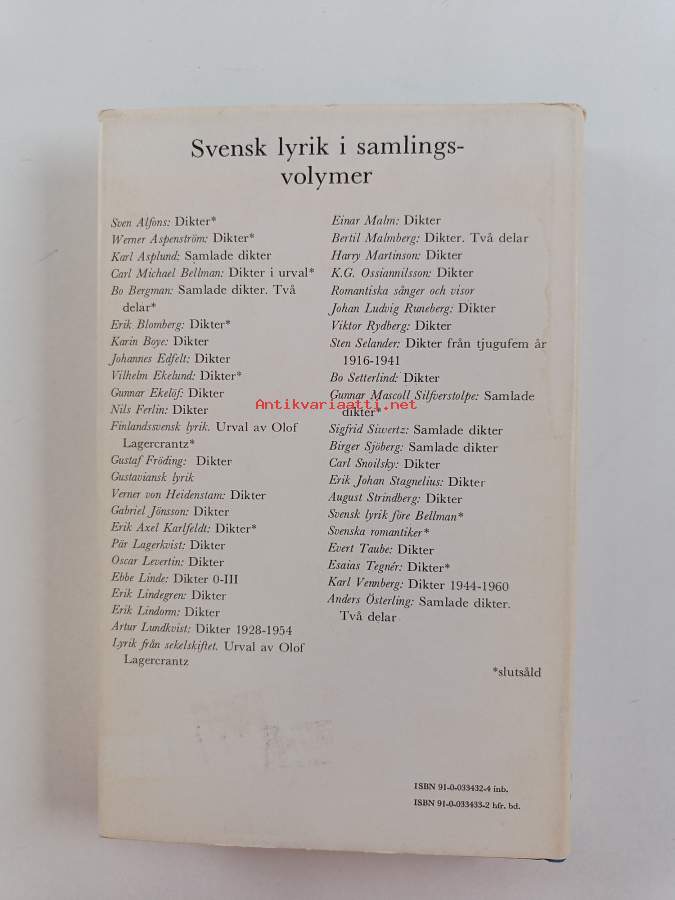 Svensk lyrik i samlings-
volymer
Sven Alfons: Dikter*
Werner Aspenström: Dikter*
Karl Asplund: Samlade dikter
Carl Michael Bellman: Dikter i urval*
Bo Bergman: Samlade dikter. Två
delar*
Erik Blomberg: Dikter*
Karin Boye: Dikter
Johannes Edfelt: Dikter
Vilhelm Ekelund: Dikter*
Gunnar Ekelöf: Dikter
Nils Ferlin: Dikter
Finlandssvensk lyrik. Urval av Olof
Lagercrantz*
Gustaf Fröding: Dikter
Gustaviansk lyrik
Verner von Heidenstam: Dikter
Gabriel Jönsson: Dikter
Erik Axel Karlfeldt: Dikter*
Pär Lagerkvist: Dikter
Oscar Levertin: Dikter
Ebbe Linde: Dikter 0-III
Erik Lindegren: Dikter
Erik Lindorm: Dikter
Artur Lundkvist: Dikter 1928-1954
Lyrik från sekelskiftet. Urval av Olof
Lagercrantz
Einar Malm: Dikter
Bertil Malmberg: Dikter. Två delar
Harry Martinson: Dikter
K.G. Ossiannilsson: Dikter
Romantiska sånger och visor
Johan Ludvig Runeberg: Dikter
Viktor Rydberg: Dikter
Sten Selander: Dikter från tjugufem år
1916-1941
Bo Setterlind: Dikter
Gunnar Mascoll Silfverstolpe: Samlade
dikter*
Sigfrid Siwertz: Samlade dikter
Birger Sjöberg: Samlade dikter
Carl Snoilsky: Dikter
Erik Johan Stagnelius: Dikter
August Strindberg: Dikter
Svensk lyrik före Bellman*
Svenska romantiker*
Evert Taube: Dikter
Esaias Tegnér: Dikter*
Karl Vennberg: Dikter 1944-1960
Anders Österling: Samlade dikter.
Två delar
*slutsåld
ISBN 91-0-033432-4 inb.
ISBN 91-0-033433-2 hfr. bd.
Antikvariaatti.net